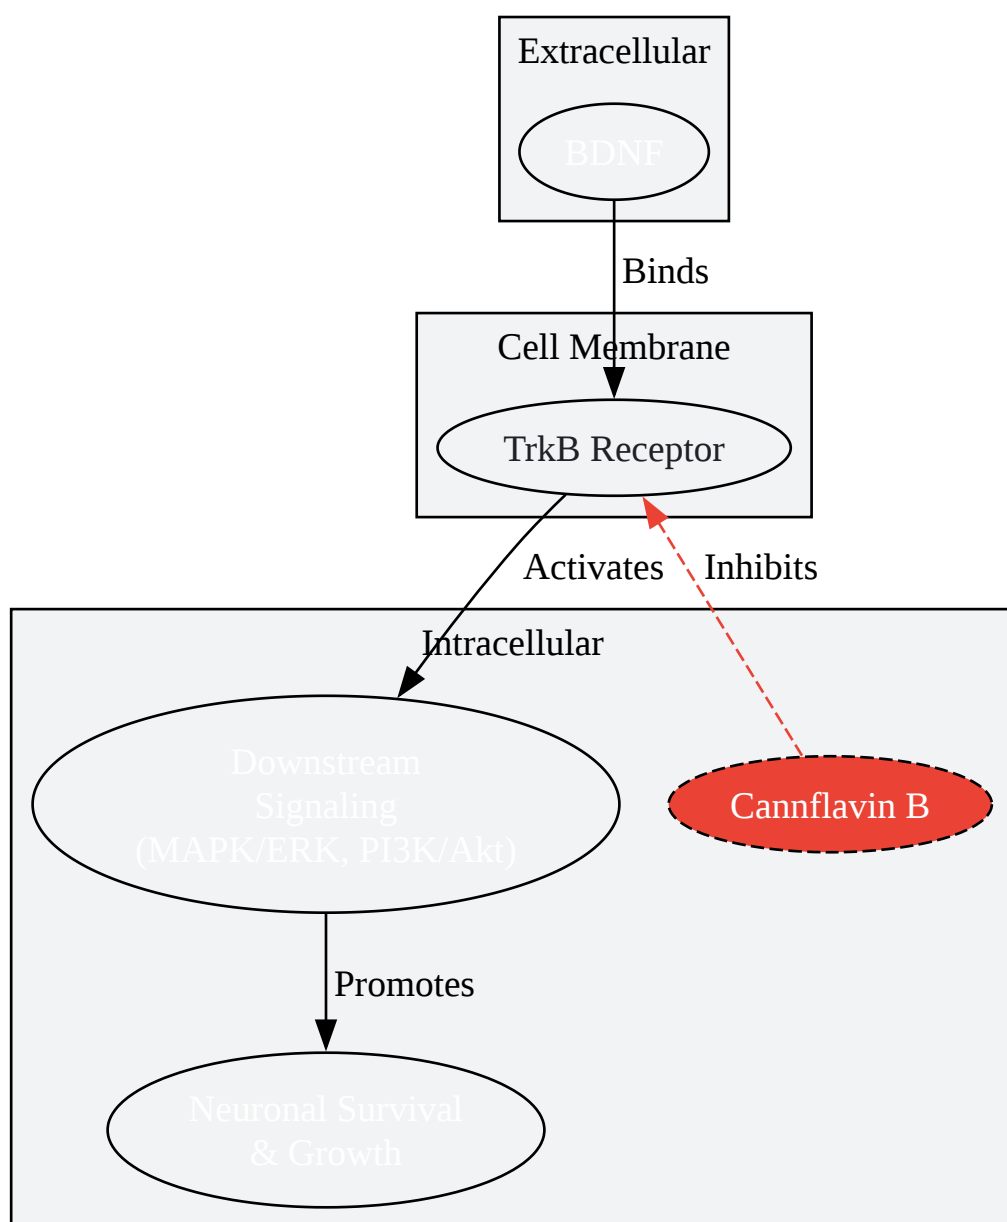 Extracellular
BDNF
Binds
Cell Membrane
TrkB Receptor
Activates
Inhibits
Intracellular
Downstream
Signaling
(MAPK/ERK, PI3K/Akt)
Cannflavin B
Promotes
Neuronal Survival
& Growth